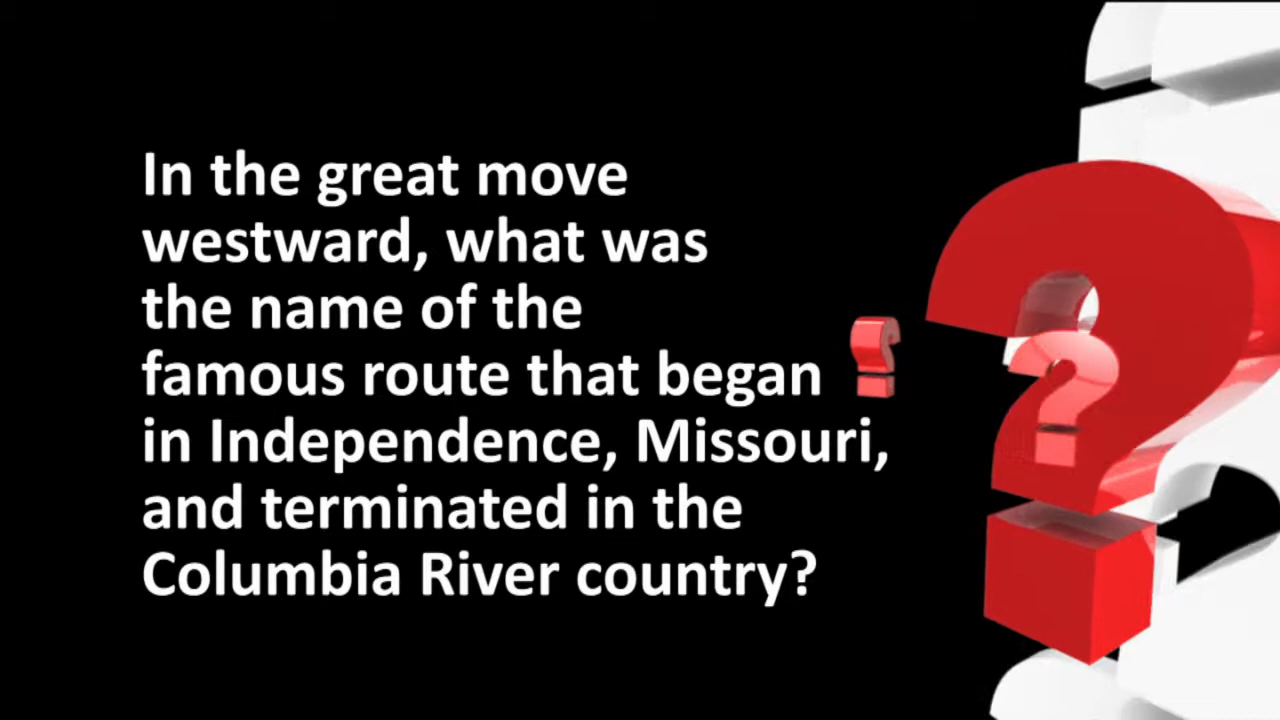 In the great move
westward, what was
the name of the
famous route that began
in Independence, Missouri,
and terminated in the
Columbia River country?